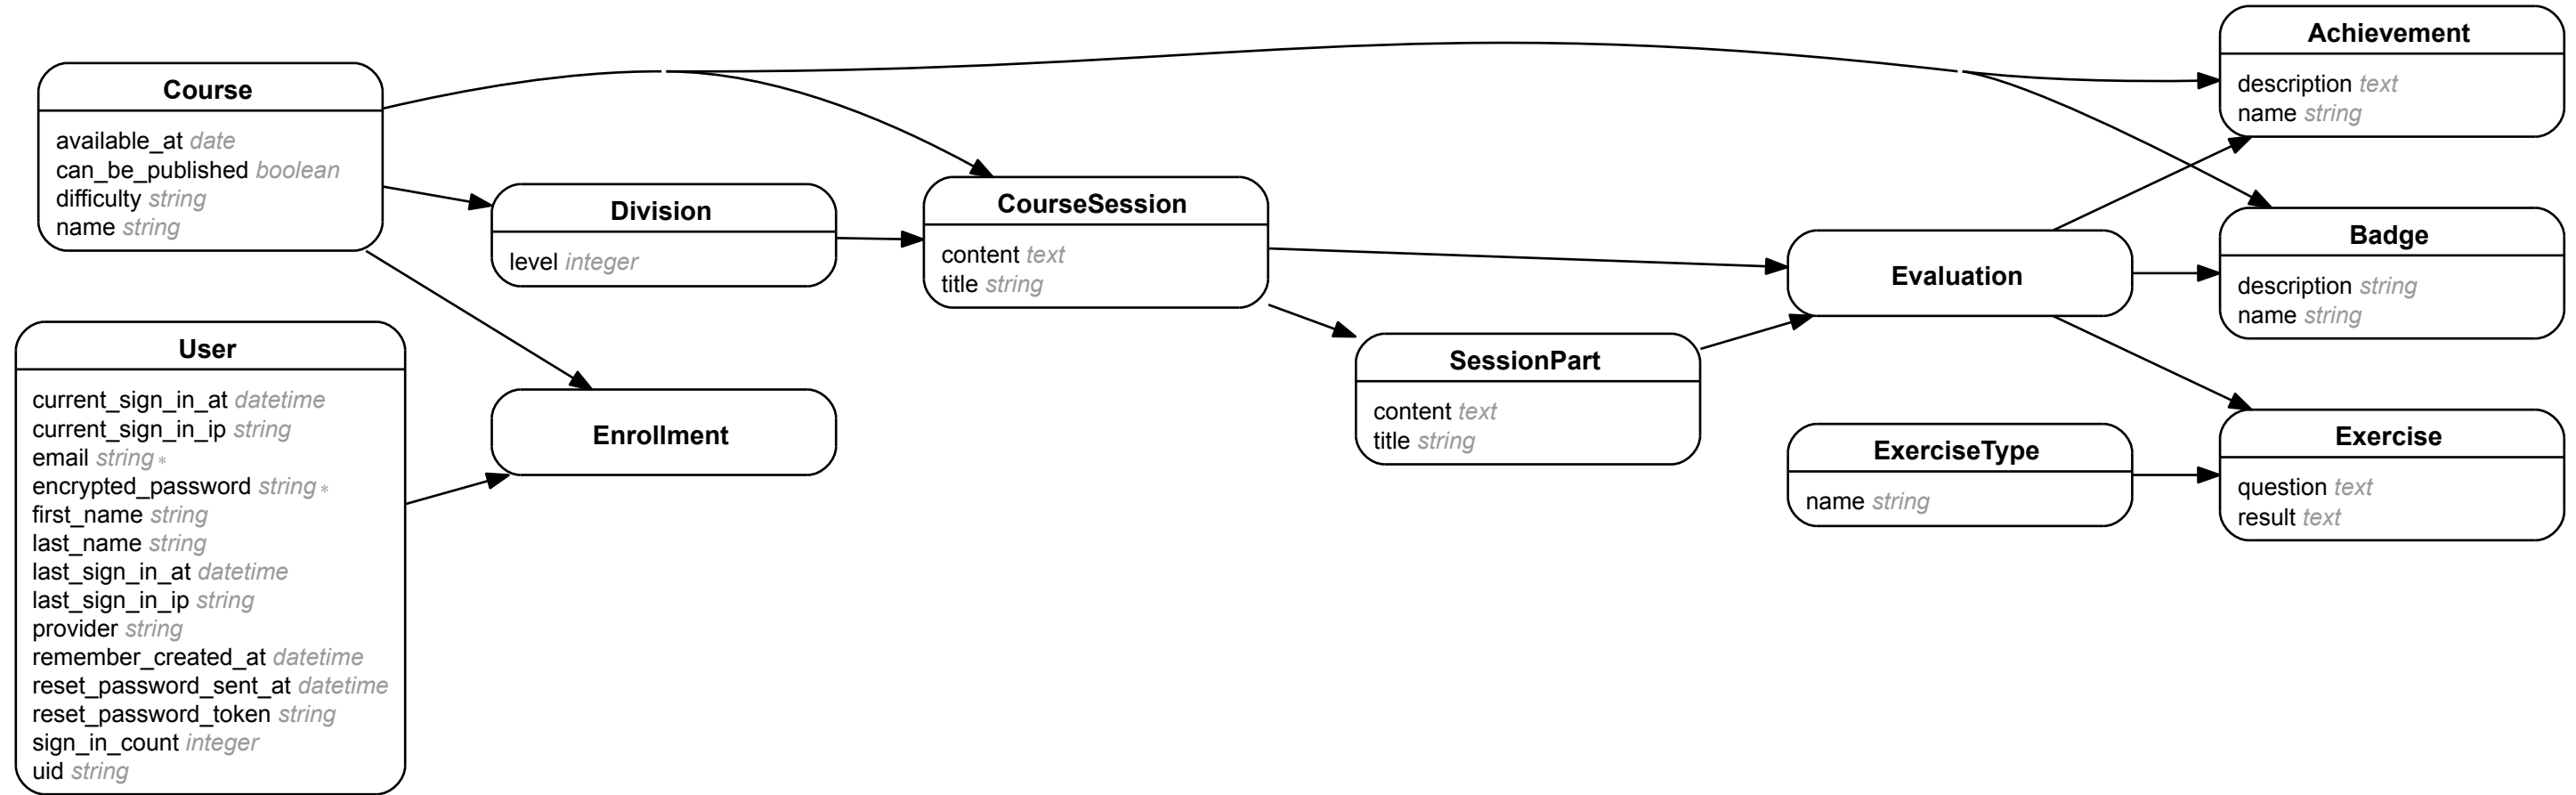 Course
available_at date
can_be_published boolean
difficulty string
name string
User
current_sign_in_at datetime
current_sign_in_ip string
email string *
encrypted_password string *
first_name string
last_name string
last_sign_in_at datetime
last_sign_in_ip string
provider string
remember_created_at datetime
reset_password_sent_at datetime
reset_password_token string
sign_in_count integer
uid string
Division
level integer
Enrollment
CourseSession
content text
title string
SessionPart
content text
title string
Evaluation
ExerciseType
name string
Achievement
description text
name string
Badge
description string
name string
Exercise
question text
result text